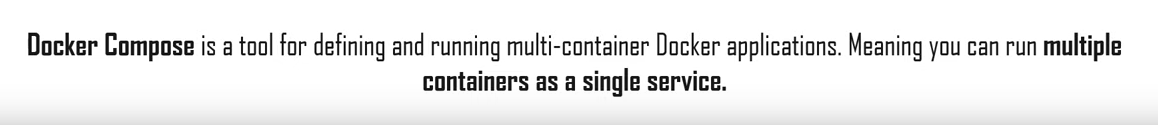 Docker Compose is a tool for defining and running multi-container Docker applications. Meaning you can run multiple
containers as a single service.